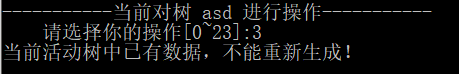 -----------当前对树 asd 进行操作-----------
请选择你的操作[0~23]:3
当前活动树中已有数据，不能重新生成！